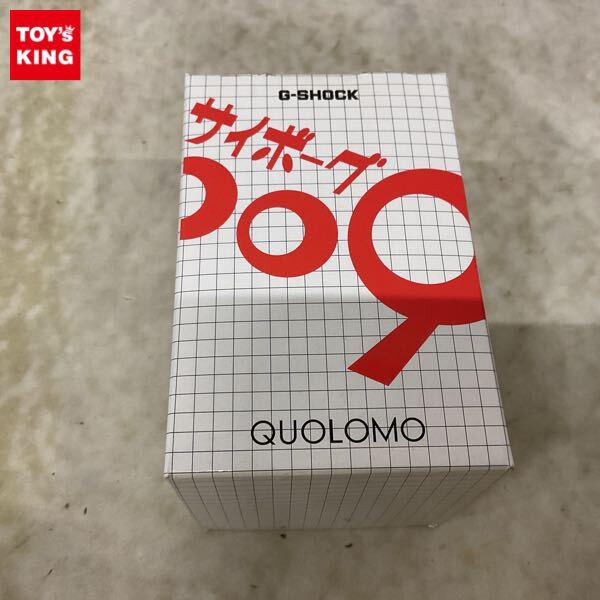 TOY's
KING
G-SHOCK
サイボーグ
009
QUOLOMO